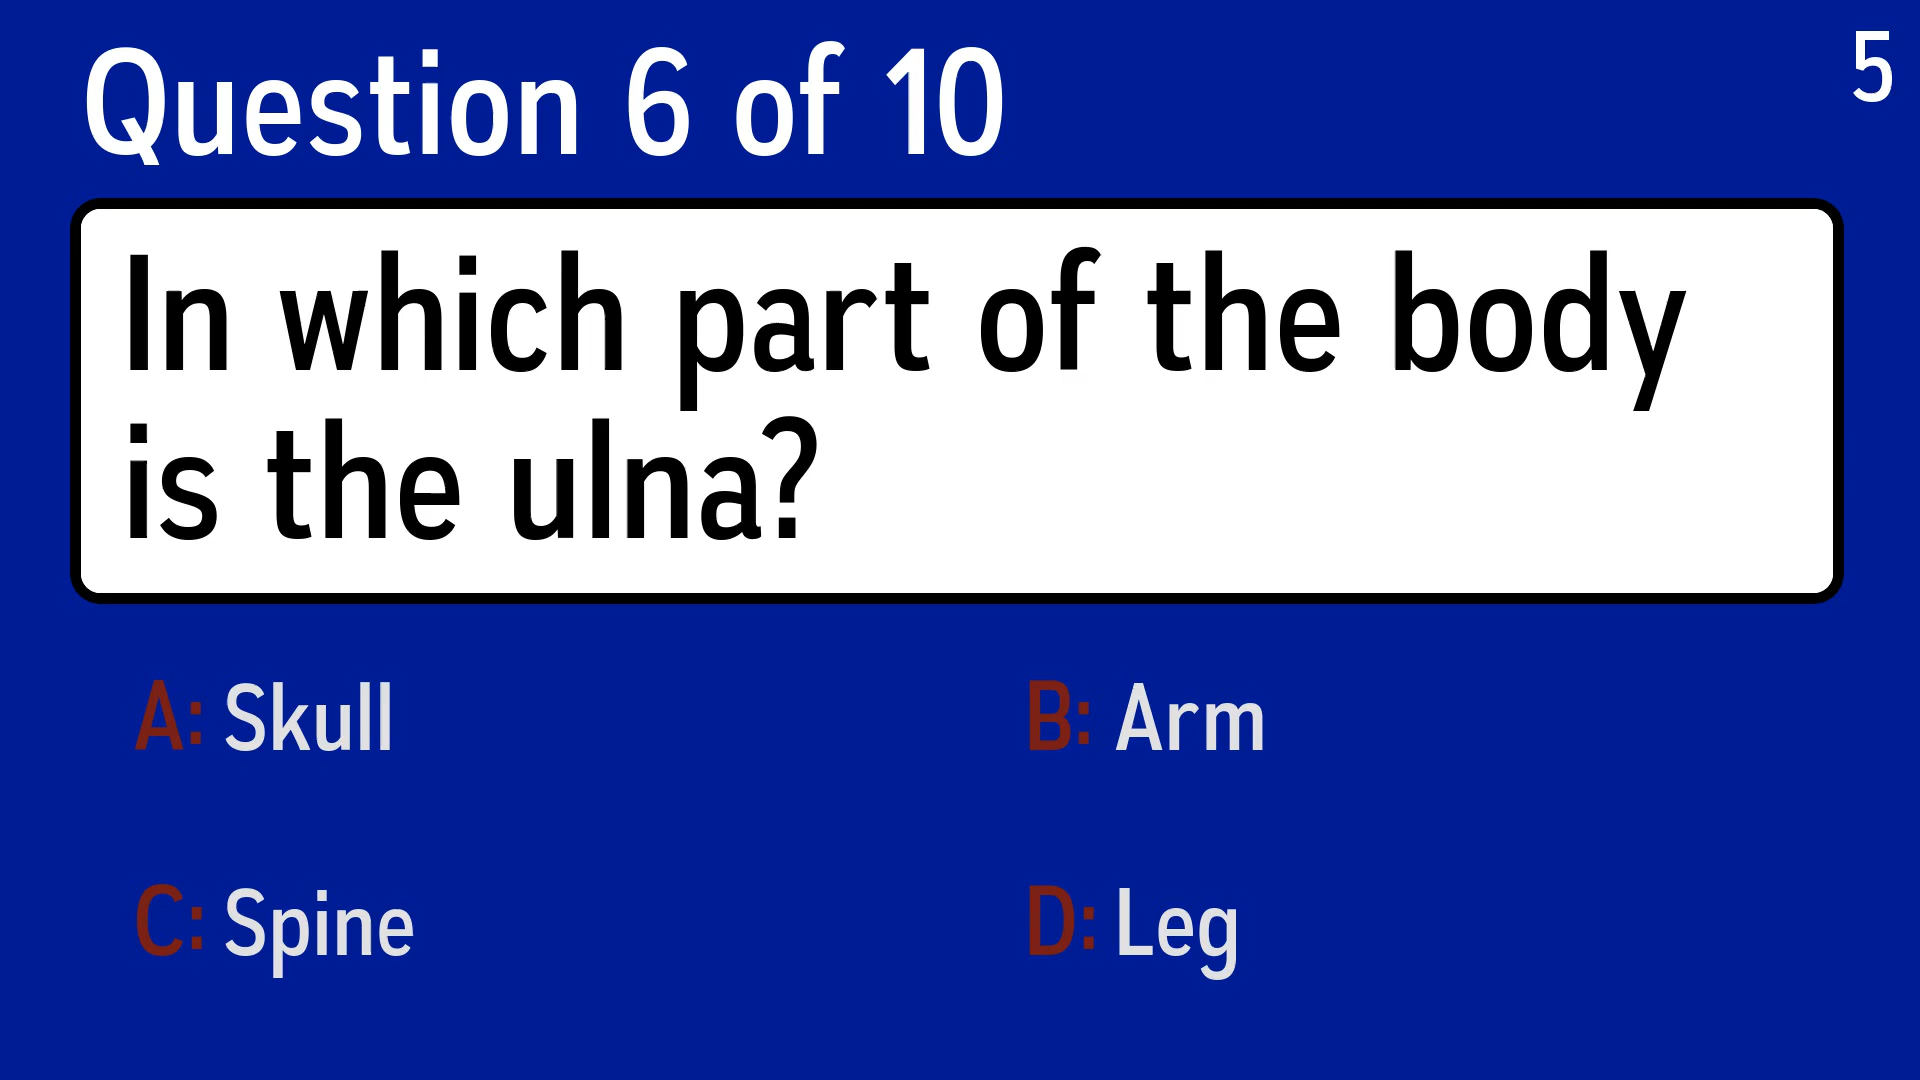 Question 6 of 10
5
In which part of the body
is the ulna?
A: Skull
B: Arm
C: Spine
D: Leg